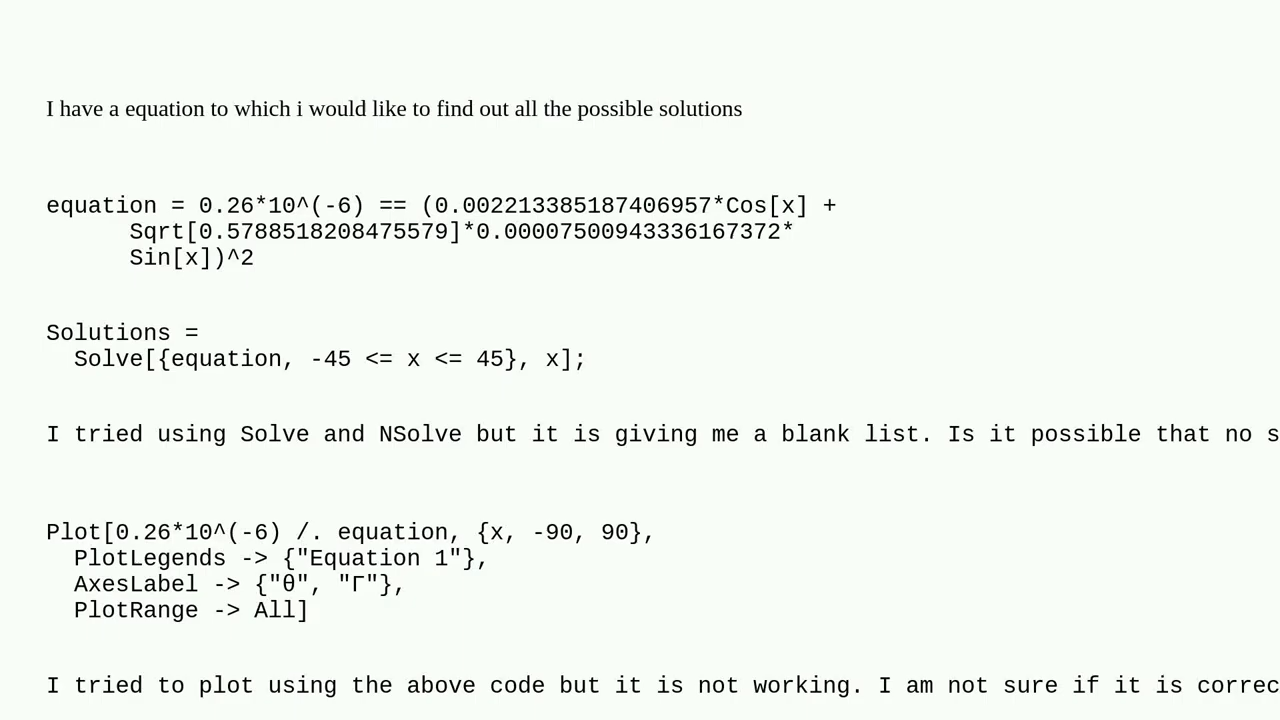 I have a equation to which i would like to find out all the possible solutions
equation = 0.26*10^(-6) == (0.002213385187406957*Cos[x] +
Sqrt[0.5788518208475579]*0.00007500943336167372*
Sin[x])^2
Solutions =
Solve[{equation, -45 <= x <= 45}, x];
I tried using Solve and NSolve but it is giving me a blank list. Is it possible that no s
Plot[0.26*10^(-6) /. equation, {x, -90, 90},
PlotLegends -> {"Equation 1"},
AxesLabel -> {"θ", "Γ"},
PlotRange -> All]
I tried to plot using the above code but it is not working. I am not sure if it is correc